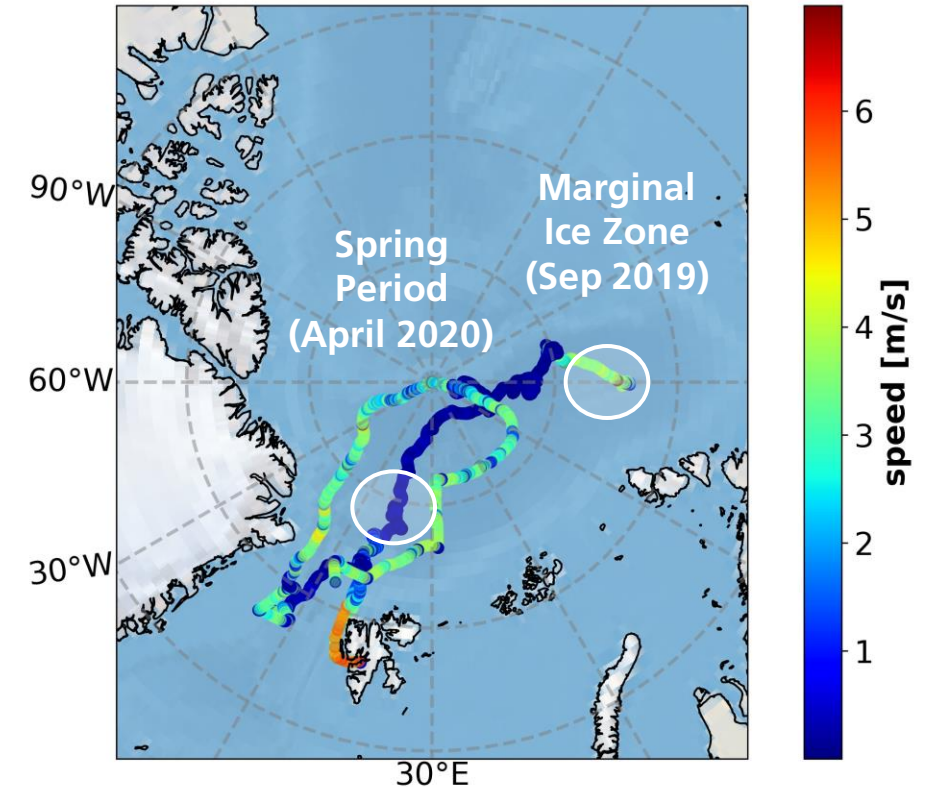 90°W
60°W
30°W
30°E
Spring
Period
(April 2020)
Marginal
Ice Zone
(Sep 2019)
6
5
4
3
2
1
speed [m/s]